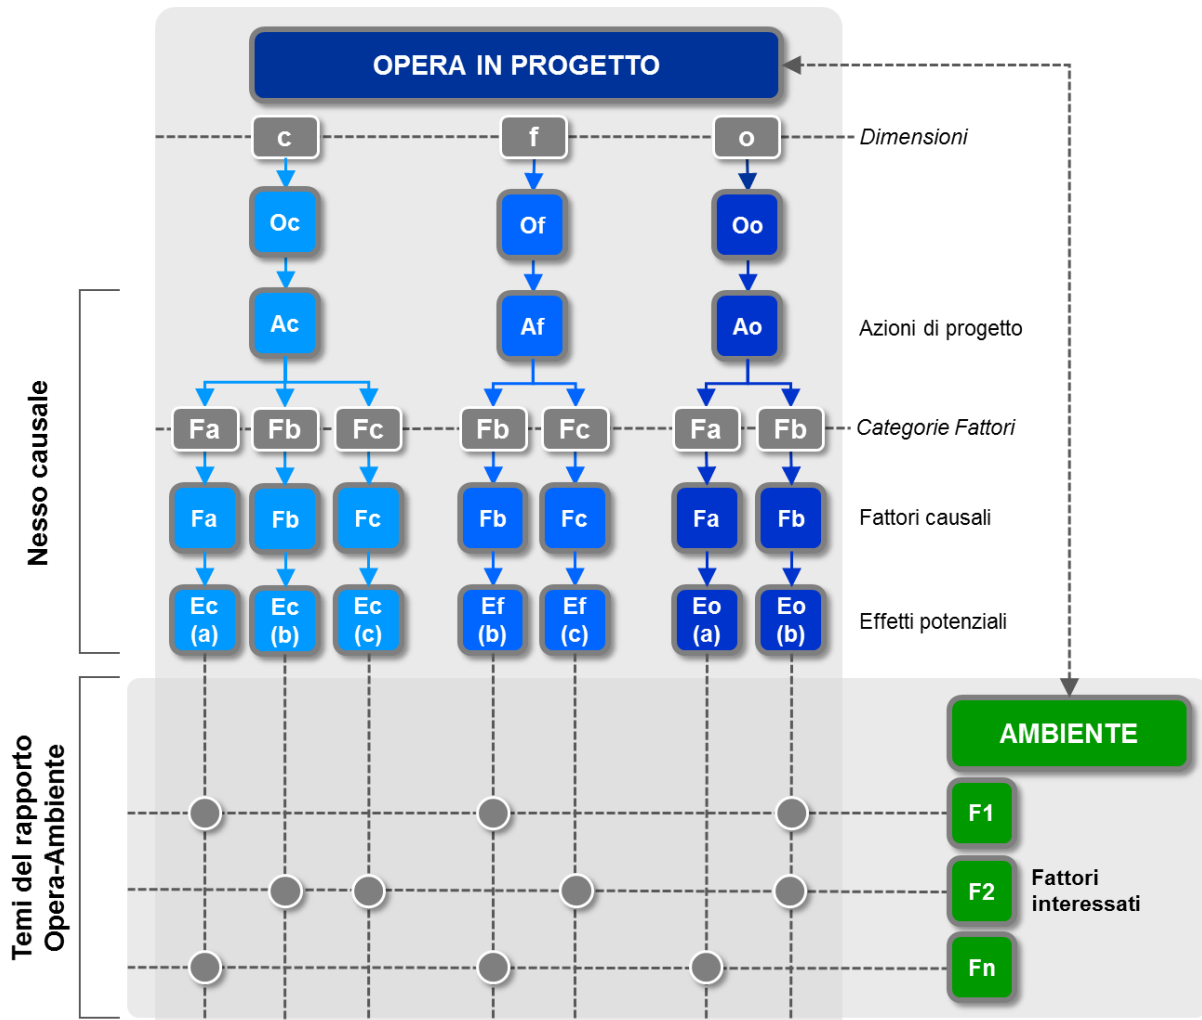 OPERA IN PROGETTO
c f o Dimensioni
Oc Of Oo
Ac Af Ao Azioni di progetto
Fa Fb Fc Fb Fc Fa Fb Categorie Fattori
Fa Fb Fc Fb Fc Fa Fb Fattori causali
Ec Ec Ec Ef Ef Eo Eo
(a) (b) (c) (b) (c) (a) (b)
Effetti potenziali
Nesso causale
AMBIENTE
F1
F2
Fattori
interessati
Fn
Temi del rapporto
Opera-Ambiente